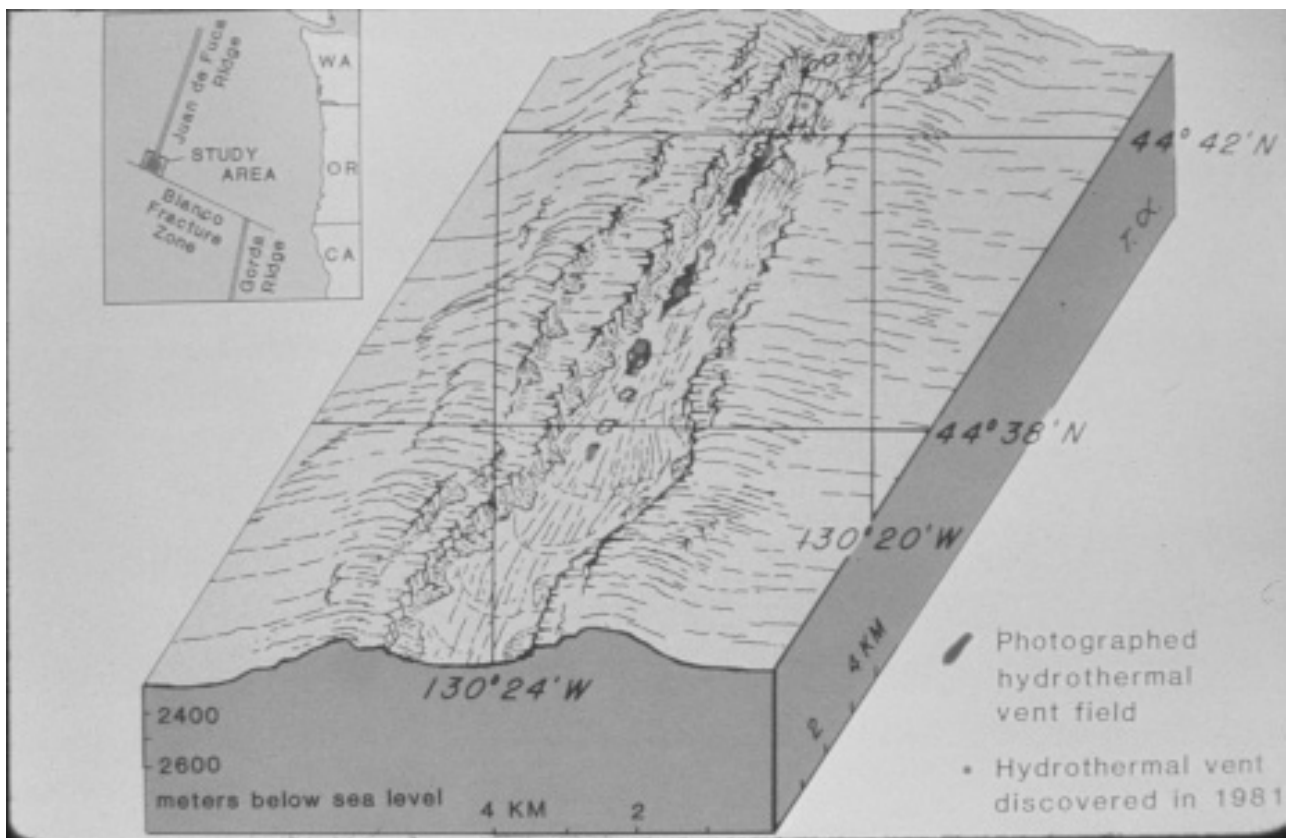 Juan de Fuca
Ridge
WA
STUDY
AREA
OR
Blanco
Fracture
Zone
Gorda
Ridge
CA
44° 42' N
44° 38' N
130° 20' W
130° 24' W
2400
2600
meters below sea level
4 KM
2
4 KM
2
Photographed
hydrothermal
vent field
Hydrothermal vent
discovered in 1981